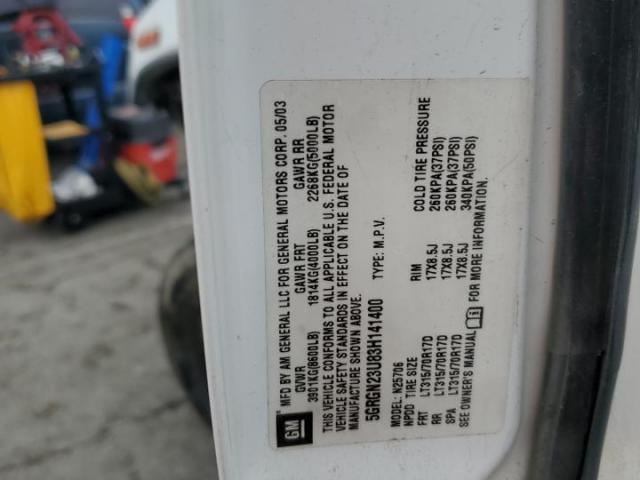 GM
MFD BY AM GENERAL LLC FOR GENERAL MOTORS CORP. 05/03
GVWR GAWR FRT GAWR RR
3901KG(8600LB) 1814KG(4000LB) 2268KG(5000LB)
THIS VEHICLE CONFORMS TO ALL APPLICABLE U.S. FEDERAL MOTOR
VEHICLE SAFETY STANDARDS IN EFFECT ON THE DATE OF
MANUFACTURE SHOWN ABOVE.
5GRGN23U83H141400 TYPE: M.P.V.
MODEL: N25706
NPDD TIRE SIZE RIM COLD TIRE PRESSURE
FRT LT315/70R17D 17X8.5J 260KPA(37PSI)
RR LT315/70R17D 17X8.5J 260KPA(37PSI)
SPA LT315/70R17D 17X8.5J 340KPA(50PSI)
SEE OWNER'S MANUAL FOR MORE INFORMATION